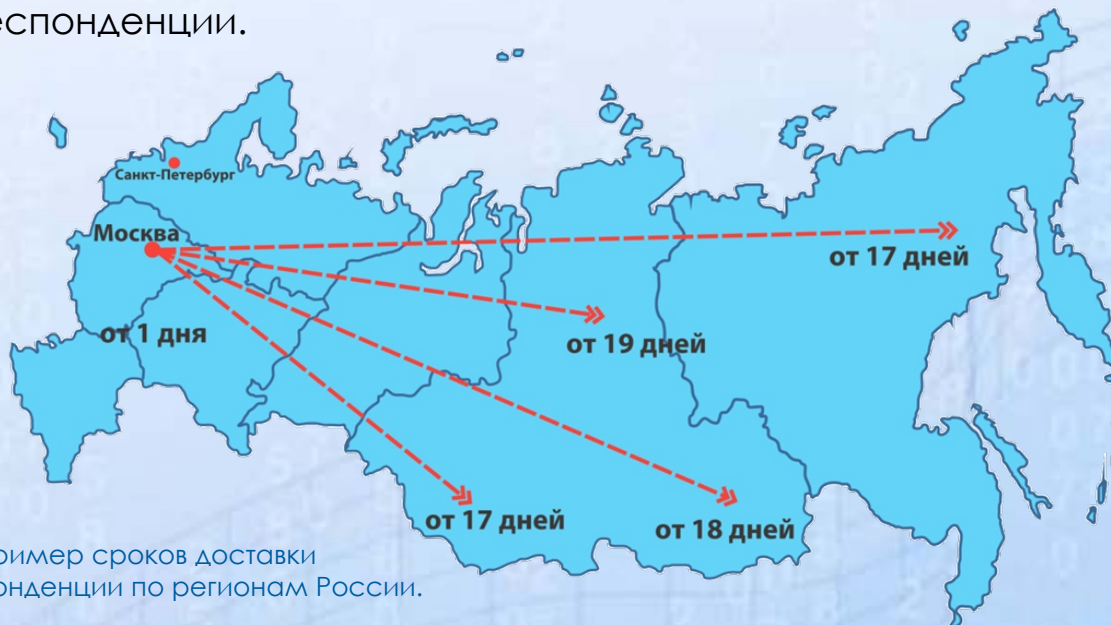 еспонденции.
Санкт-Петербург
Москва
от 17 дней
от 1 дня
от 19 дней
от 17 дней
от 18 дней
ример сроков доставки
онденции по регионам России.